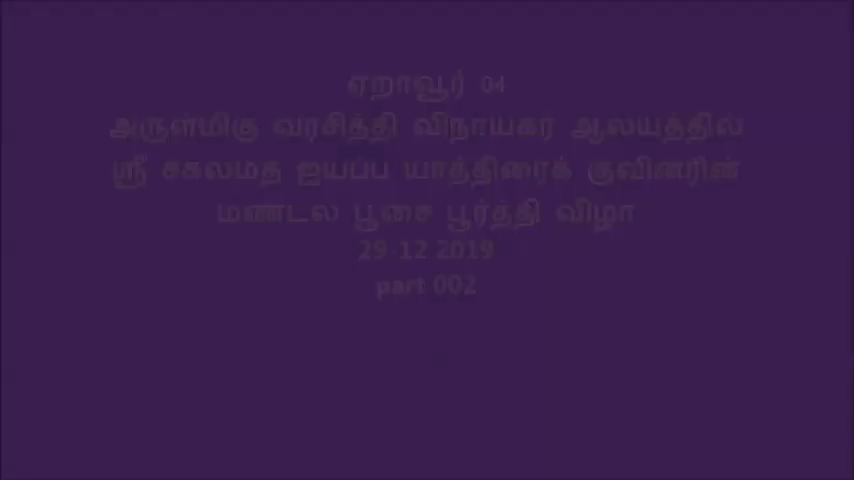 ஏறாவூர் 04
அருள்மிகு வரசித்தி விநாயகர் ஆலயத்தில்
ஸ்ரீ சகலமத ஐயப்ப யாத்திரைக் குவினரின்
மண்டல பூசை பூர்த்தி விழா
29-12 2019
part 002